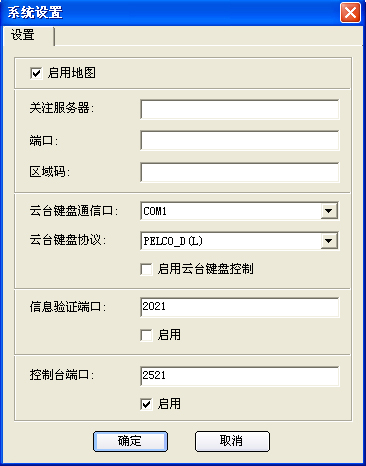 系统设置
设置
启用地图
关注服务器:
端口:
区域码:
云台键盘通信口: COM1
云台键盘协议: PELCO_D(L)
启用云台键盘控制
信息验证端口: 2021
启用
控制台端口: 2521
启用
确定 取消